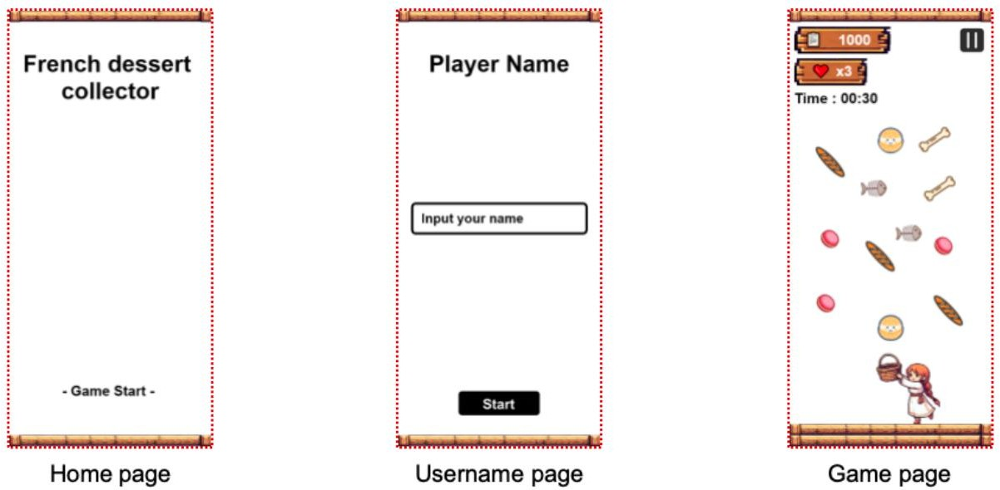 French dessert
collector
- Game Start -
Home page
Player Name
Input your name
Start
Username page
1000
x3
Time : 00:30
Game page